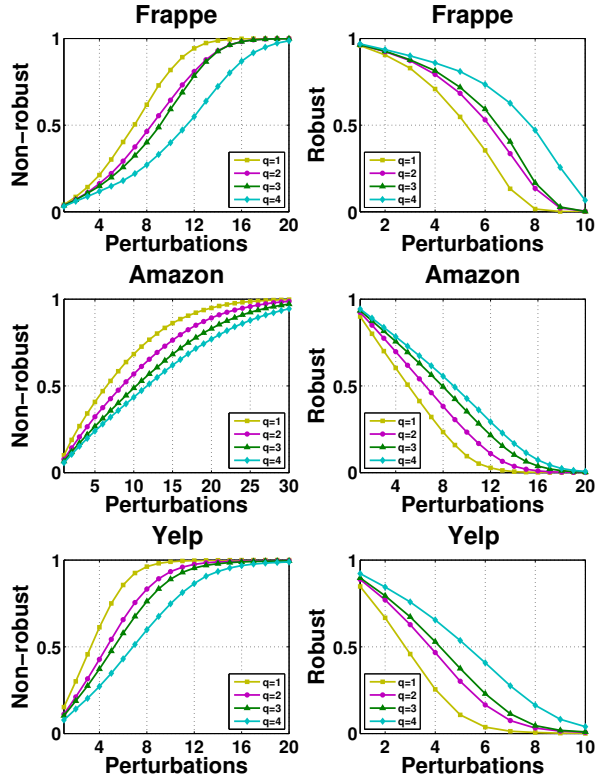 Frappe
Non-robust
1
0.5
0
4
8
12
16
20
Perturbations
q=1
q=2
q=3
q=4
Frappe
Robust
1
0.5
0
2
4
6
8
10
Perturbations
q=1
q=2
q=3
q=4
Amazon
Non-robust
1
0.5
0
5
10
15
20
25
30
Perturbations
q=1
q=2
q=3
q=4
Amazon
Robust
1
0.5
0
4
8
12
16
20
Perturbations
q=1
q=2
q=3
q=4
Yelp
Non-robust
1
0.5
0
4
8
12
16
20
Perturbations
q=1
q=2
q=3
q=4
Yelp
Robust
1
0.5
0
2
4
6
8
10
Perturbations
q=1
q=2
q=3
q=4